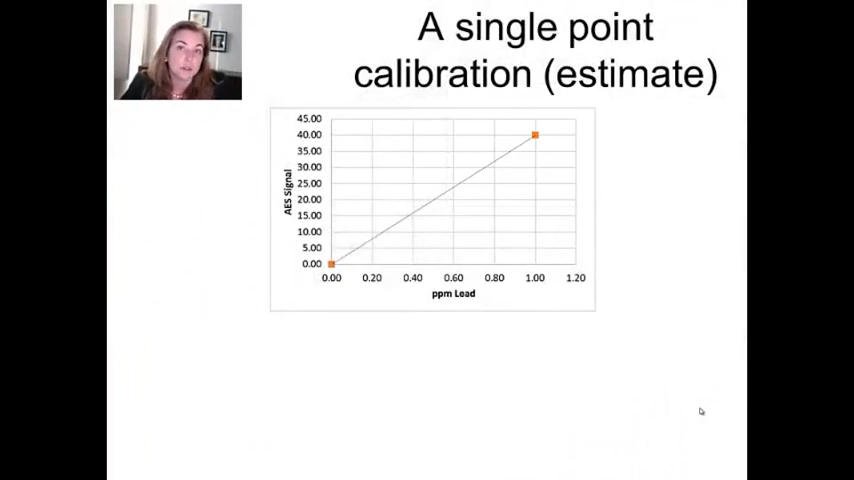 A single point
calibration (estimate)
45.00
40.00
35.00
30.00
25.00
20.00
15.00
10.00
5.00
0.00
AES Signal
0.00 0.20 0.40 0.60 0.80 1.00 1.20
ppm Lead